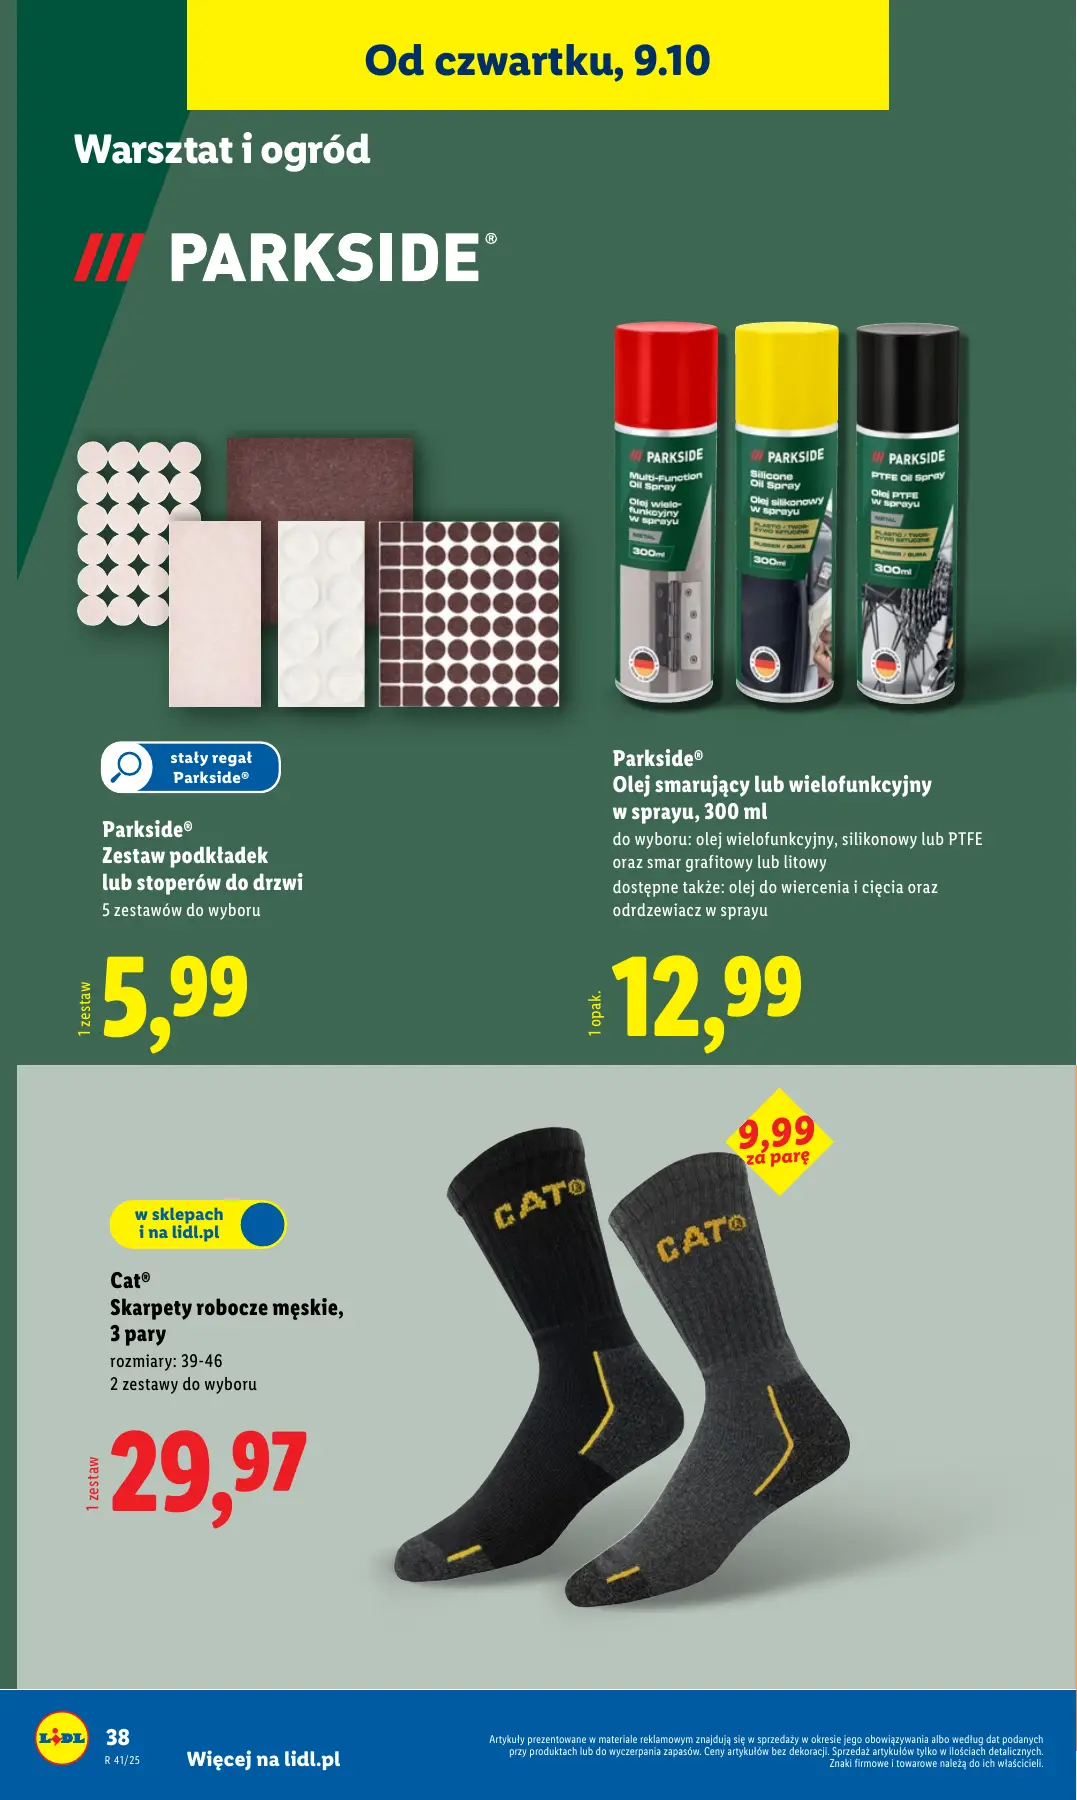 Od czwartku, 9.10
Warsztat i ogród
PARKSIDE®
PARKSIDE
Multi-Function
Oil Spray
Olej wielo-
funkcyjny
w sprayu
METAL
300ml
PARKSIDE
Silicone
Oil Spray
Olej silikonowy
w sprayu
PLASTIC / TWOR-
ZYWO SZTUCZNE
RUBBER / GUMA
300ml
PARKSIDE
PTFE Oil Spray
Olej PTFE
w sprayu
METAL
PLASTIC / TWOR-
ZYWO SZTUCZNE
RUBBER / GUMA
300ml
stały regał
Parkside®
Parkside®
Zestaw podkładek
lub stoperów do drzwi
5 zestawów do wyboru
1 zestaw
5,99
Parkside®
Olej smarujący lub wielofunkcyjny
w sprayu, 300 ml
do wyboru: olej wielofunkcyjny, silikonowy lub PTFE
oraz smar grafitowy lub litowy
dostępne także: olej do wiercenia i cięcia oraz
odrdzewiacz w sprayu
1 opak.
12,99
9,99
za parę
CAT®
CAT®
w sklepach
i na lidl.pl
Cat®
Skarpety robocze męskie,
3 pary
rozmiary: 39-46
2 zestawy do wyboru
1 zestaw
29,97
LIDL
38
R 41/25
Więcej na lidl.pl
Artykuły prezentowane w materiale reklamowym znajdują się w sprzedaży w okresie jego obowiązywania albo według dat podanych
przy produktach lub do wyczerpania zapasów. Ceny artykułów bez dekoracji. Sprzedaż artykułów tylko w ilościach detalicznych.
Znaki firmowe i towarowe należą do ich właścicieli.